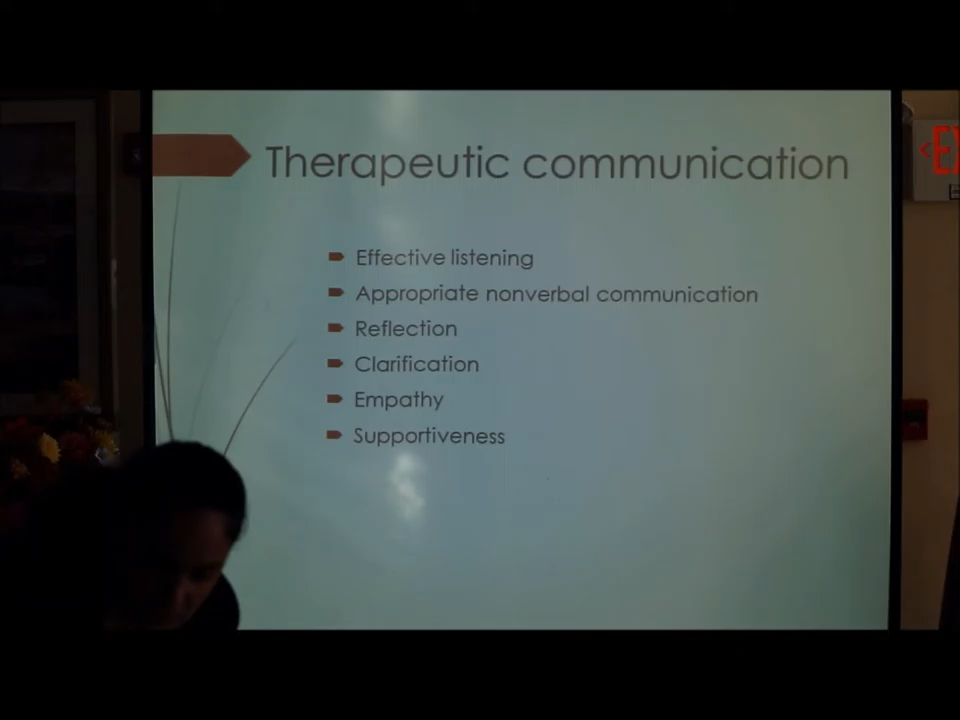 Therapeutic communication
Effective listening
Appropriate nonverbal communication
Reflection
Clarification
Empathy
Supportiveness